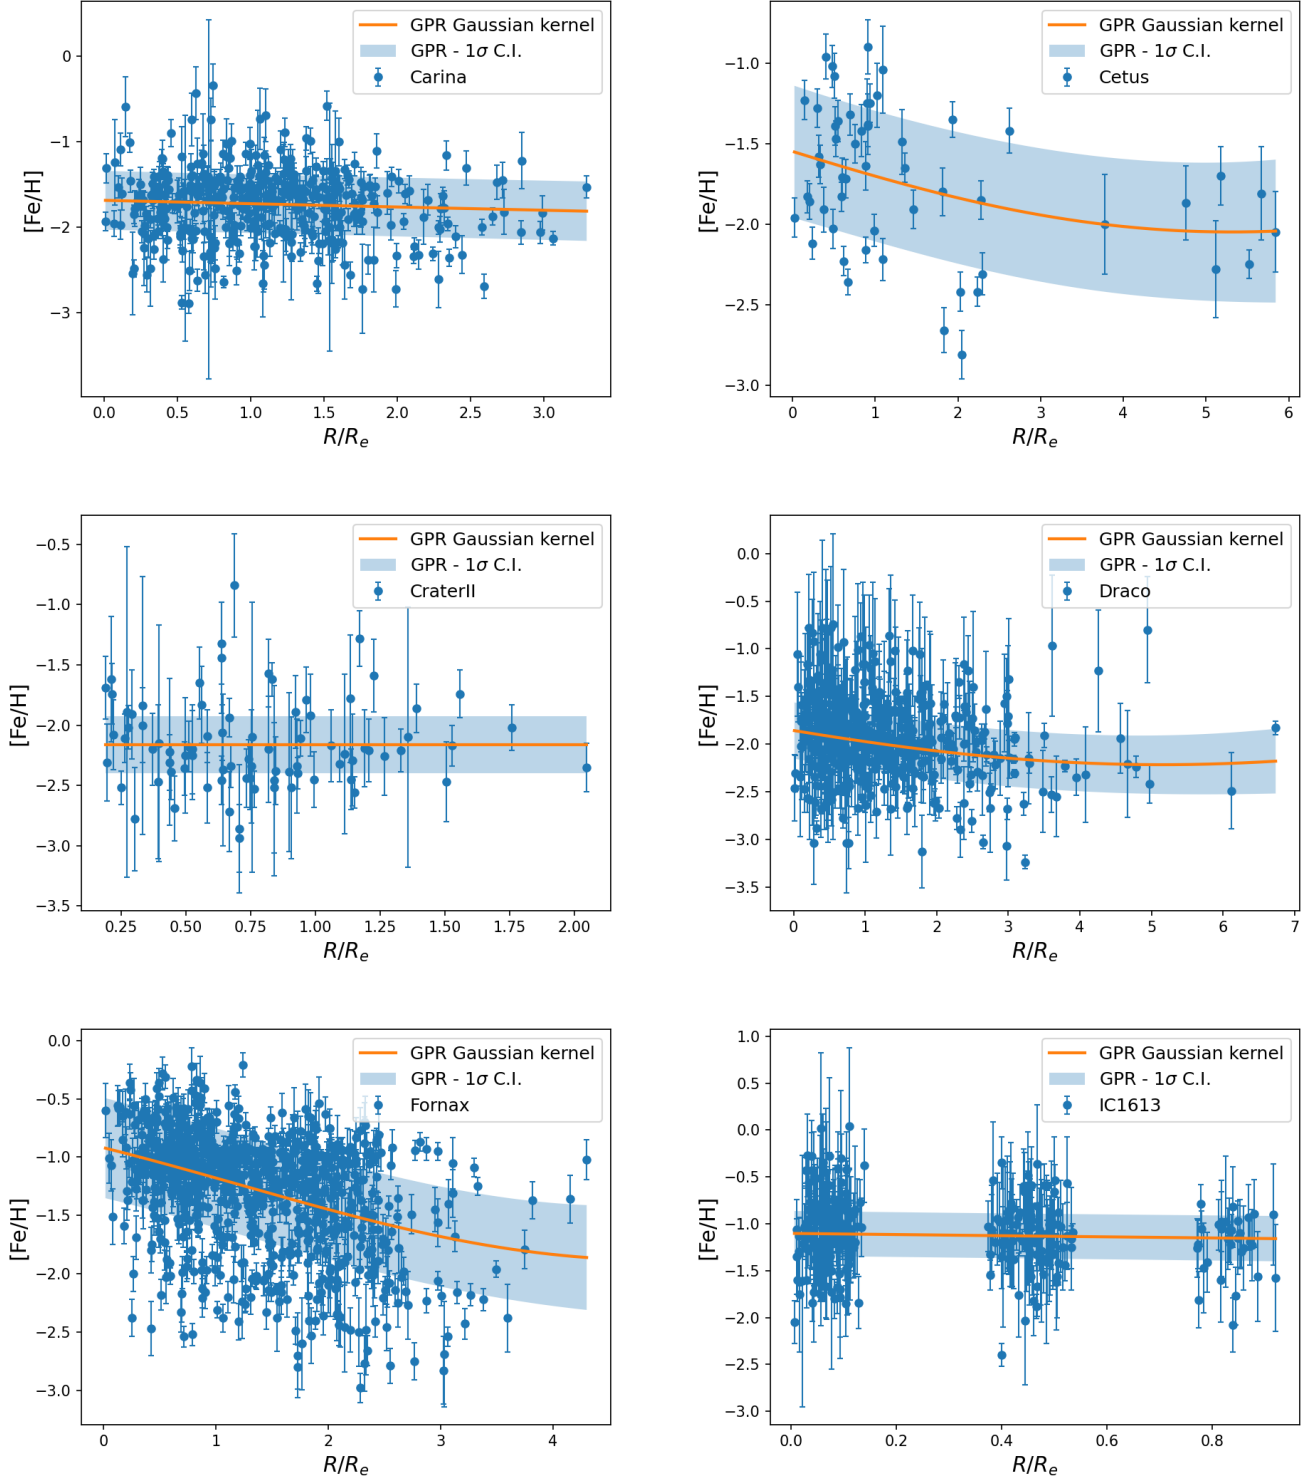 GPR Gaussian kernel
GPR - 1σ C.I.
Carina
[Fe/H]
0
−1
−2
−3
0.0 0.5 1.0 1.5 2.0 2.5 3.0
R/Re
GPR Gaussian kernel
GPR - 1σ C.I.
Cetus
[Fe/H]
−1.0
−1.5
−2.0
−2.5
−3.0
0 1 2 3 4 5 6
R/Re
GPR Gaussian kernel
GPR - 1σ C.I.
CraterII
[Fe/H]
−0.5
−1.0
−1.5
−2.0
−2.5
−3.0
−3.5
0.25 0.50 0.75 1.00 1.25 1.50 1.75 2.00
R/Re
GPR Gaussian kernel
GPR - 1σ C.I.
Draco
[Fe/H]
0.0
−0.5
−1.0
−1.5
−2.0
−2.5
−3.0
−3.5
0 1 2 3 4 5 6 7
R/Re
GPR Gaussian kernel
GPR - 1σ C.I.
Fornax
[Fe/H]
0.0
−0.5
−1.0
−1.5
−2.0
−2.5
−3.0
0 1 2 3 4
R/Re
GPR Gaussian kernel
GPR - 1σ C.I.
IC1613
[Fe/H]
1.0
0.5
0.0
−0.5
−1.0
−1.5
−2.0
−2.5
−3.0
0.0 0.2 0.4 0.6 0.8
R/Re